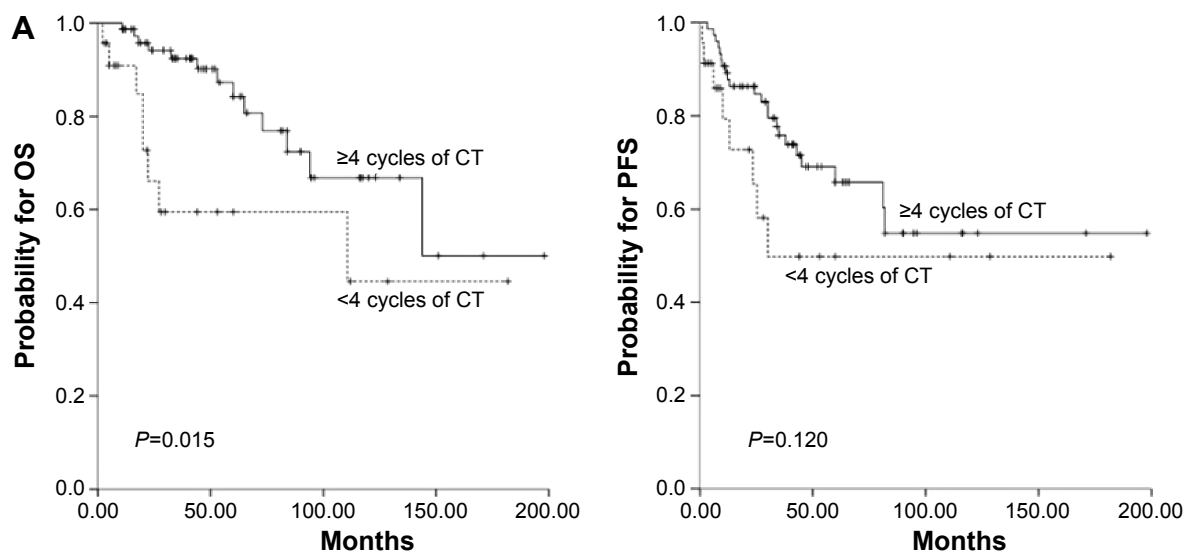 A
Probability for OS
1.0
0.8
0.6
0.4
0.2
0.0
≥4 cycles of CT
<4 cycles of CT
P=0.015
0.00
50.00
100.00
150.00
200.00
Months
Probability for PFS
1.0
0.8
0.6
0.4
0.2
0.0
≥4 cycles of CT
<4 cycles of CT
P=0.120
0.00
50.00
100.00
150.00
200.00
Months